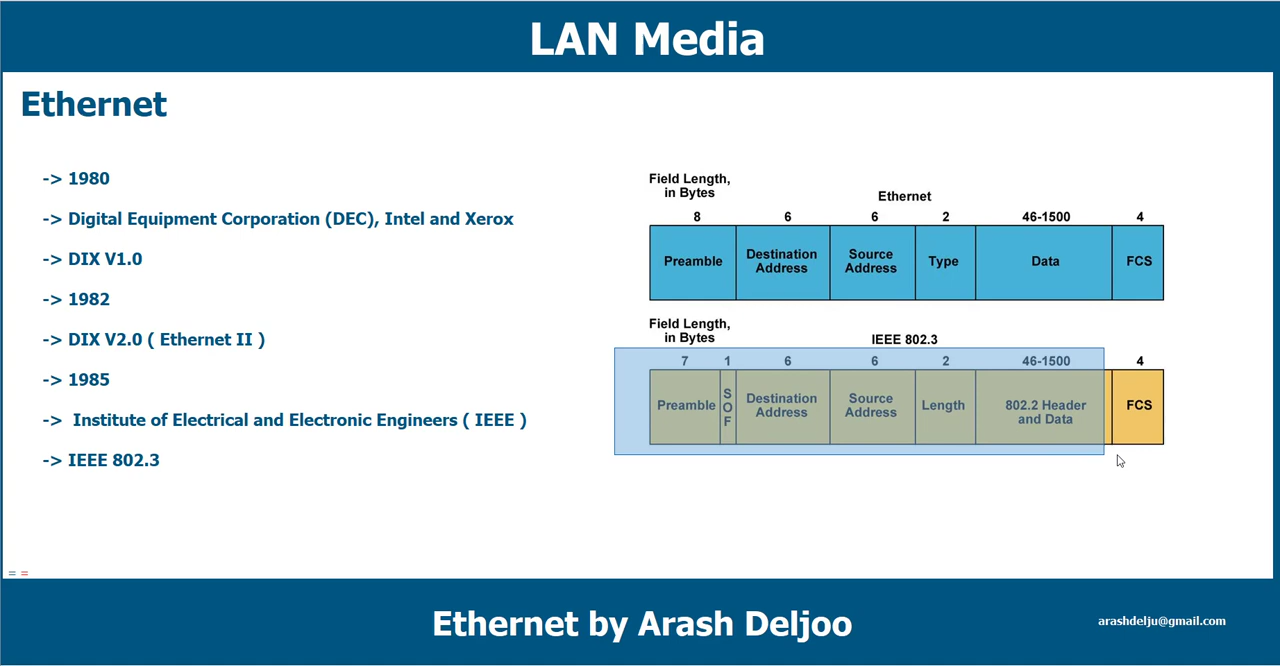 LAN Media
Ethernet
-> 1980
-> Digital Equipment Corporation (DEC), Intel and Xerox
-> DIX V1.0
-> 1982
-> DIX V2.0 ( Ethernet II )
-> 1985
-> Institute of Electrical and Electronic Engineers ( IEEE )
-> IEEE 802.3
Field Length,
in Bytes
Ethernet
8 6 6 2 46-1500 4
Preamble Destination Address Source Address Type Data FCS
Field Length,
in Bytes
IEEE 802.3
7 1 6 6 2 46-1500 4
Preamble SOF Destination Address Source Address Length 802.2 Header and Data FCS
Ethernet by Arash Deljoo
arashdelju@gmail.com